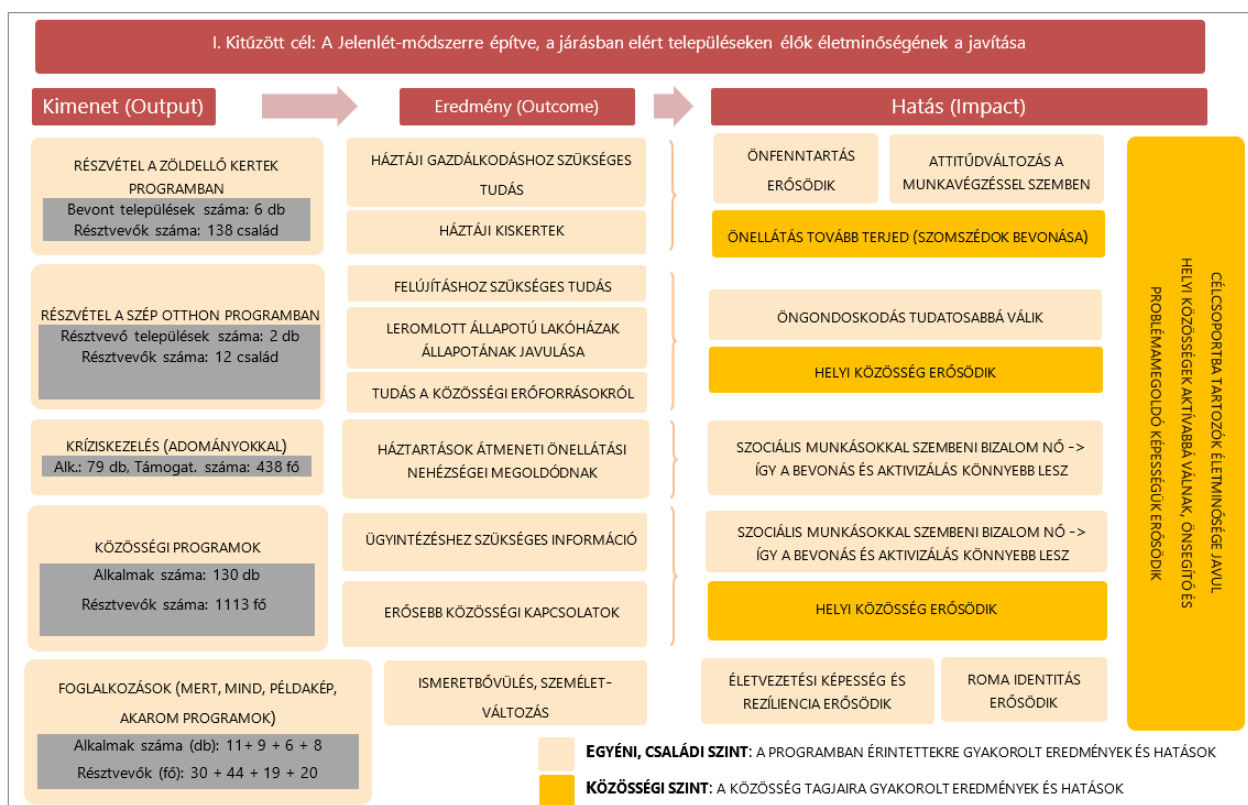 I. Kitűzött cél: A Jelenlét-módszerre építve, a járásban elért településeken élők életminőségének a javítása
Kimenet (Output)
Eredmény (Outcome)
Hatás (Impact)
RÉSZVÉTEL A ZÖLDELLŐ KERTEK
PROGRAMBAN
Bevont települések száma: 6 db
Résztvevők száma: 138 család
HÁZTÁJI GAZDÁLKODÁSHOZ SZÜKSÉGES
TUDÁS
HÁZTÁJI KISKERTEK
ÖNFENNTARTÁS
ERŐSÖDIK
ATTITŰDVÁLTOZÁS A
MUNKAVÉGZÉSSEL SZEMBEN
ÖNELLÁTÁS TOVÁBB TERJED (SZOMSZÉDOK BEVONÁSA)
RÉSZVÉTEL A SZÉP OTTHON PROGRAMBAN
Résztvevő települések száma: 2 db
Résztvevők száma: 12 család
FELÚJÍTÁSHOZ SZÜKSÉGES TUDÁS
LEROMLOTT ÁLLAPOTÚ LAKÓHÁZAK
ÁLLAPOTÁNAK JAVULÁSA
TUDÁS A KÖZÖSSÉGI ERŐFORRÁSOKRÓL
ÖNGONDOSKODÁS TUDATOSABBÁ VÁLIK
HELYI KÖZÖSSÉG ERŐSÖDIK
KRÍZISKEZELÉS (ADOMÁNYOKKAL)
Alk.: 79 db, Támogat. száma: 438 fő
HÁZTARTÁSOK ÁTMENETI ÖNELLÁTÁSI
NEHÉZSÉGEI MEGOLDÓDNAK
SZOCIÁLIS MUNKÁSOKKAL SZEMBENI BIZALOM NŐ ->
ÍGY A BEVONÁS ÉS AKTIVIZÁLÁS KÖNNYEBB LESZ
KÖZÖSSÉGI PROGRAMOK
Alkalmak száma: 130 db
Résztvevők száma: 1113 fő
ÜGYINTÉZÉSHEZ SZÜKSÉGES INFORMÁCIÓ
ERŐSEBB KÖZÖSSÉGI KAPCSOLATOK
SZOCIÁLIS MUNKÁSOKKAL SZEMBENI BIZALOM NŐ ->
ÍGY A BEVONÁS ÉS AKTIVIZÁLÁS KÖNNYEBB LESZ
HELYI KÖZÖSSÉG ERŐSÖDIK
FOGLALKOZÁSOK (MERT, MIND, PÉLDAKÉP,
AKAROM PROGRAMOK)
Alkalmak száma (db): 11+ 9 + 6 + 8
Résztvevők (fő): 30 + 44 + 19 + 20
ISMERETBŐVÜLÉS, SZEMÉLET-
VÁLTOZÁS
ÉLETVEZETÉSI KÉPESSÉG ÉS
REZÍLIENCIA ERŐSÖDIK
ROMA IDENTITÁS
ERŐSÖDIK
CÉLCSOPORTBA TARTOZÓK ÉLETMINŐSÉGE JAVUL
HELYI KÖZÖSSÉGEK AKTÍVABBÁ VÁLNAK, ÖNSEGÍTŐ ÉS
PROBLÉMAMEGOLDÓ KÉPESSÉGÜK ERŐSÖDIK
EGYÉNI, CSALÁDI SZINT: A PROGRAMBAN ÉRINTETTEKRE GYAKOROLT EREDMÉNYEK ÉS HATÁSOK
KÖZÖSSÉGI SZINT: A KÖZÖSSÉG TAGJAIRA GYAKOROLT EREDMÉNYEK ÉS HATÁSOK